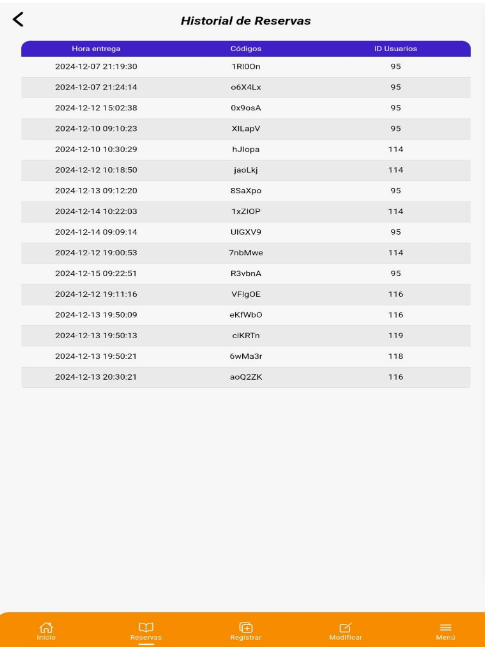 Historial de Reservas
Hora entrega Códigos ID Usuarios
2024-12-07 21:19:30 1RI0On 95
2024-12-07 21:24:14 o6X4Lx 95
2024-12-12 15:02:38 0x9osA 95
2024-12-10 09:10:23 XILapV 95
2024-12-10 10:30:29 hJIopa 114
2024-12-12 10:18:50 jaoLkj 114
2024-12-13 09:12:20 8SaXpo 95
2024-12-14 10:22:03 1xZIOP 114
2024-12-14 09:09:14 UIGXV9 95
2024-12-12 19:00:53 7nbMwe 114
2024-12-15 09:22:51 R3vbnA 95
2024-12-12 19:11:16 VFlgOE 116
2024-12-13 19:50:09 eKfWbO 116
2024-12-13 19:50:13 clKRTn 119
2024-12-13 19:50:21 6wMa3r 118
2024-12-13 20:30:21 aoQ2ZK 116
Inicio Reservas Registrar Modificar Menú